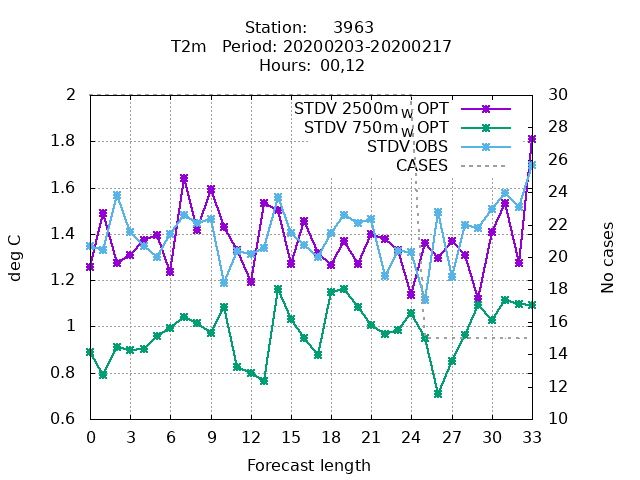 Station: 3963
T2m Period: 20200203-20200217
Hours: 00,12
STDV 2500m_W OPT
STDV 750m_W OPT
STDV OBS
CASES
2
1.8
1.6
1.4
1.2
1
0.8
0.6
30
28
26
24
22
20
18
16
14
12
10
deg C
No cases
0 3 6 9 12 15 18 21 24 27 30 33
Forecast length